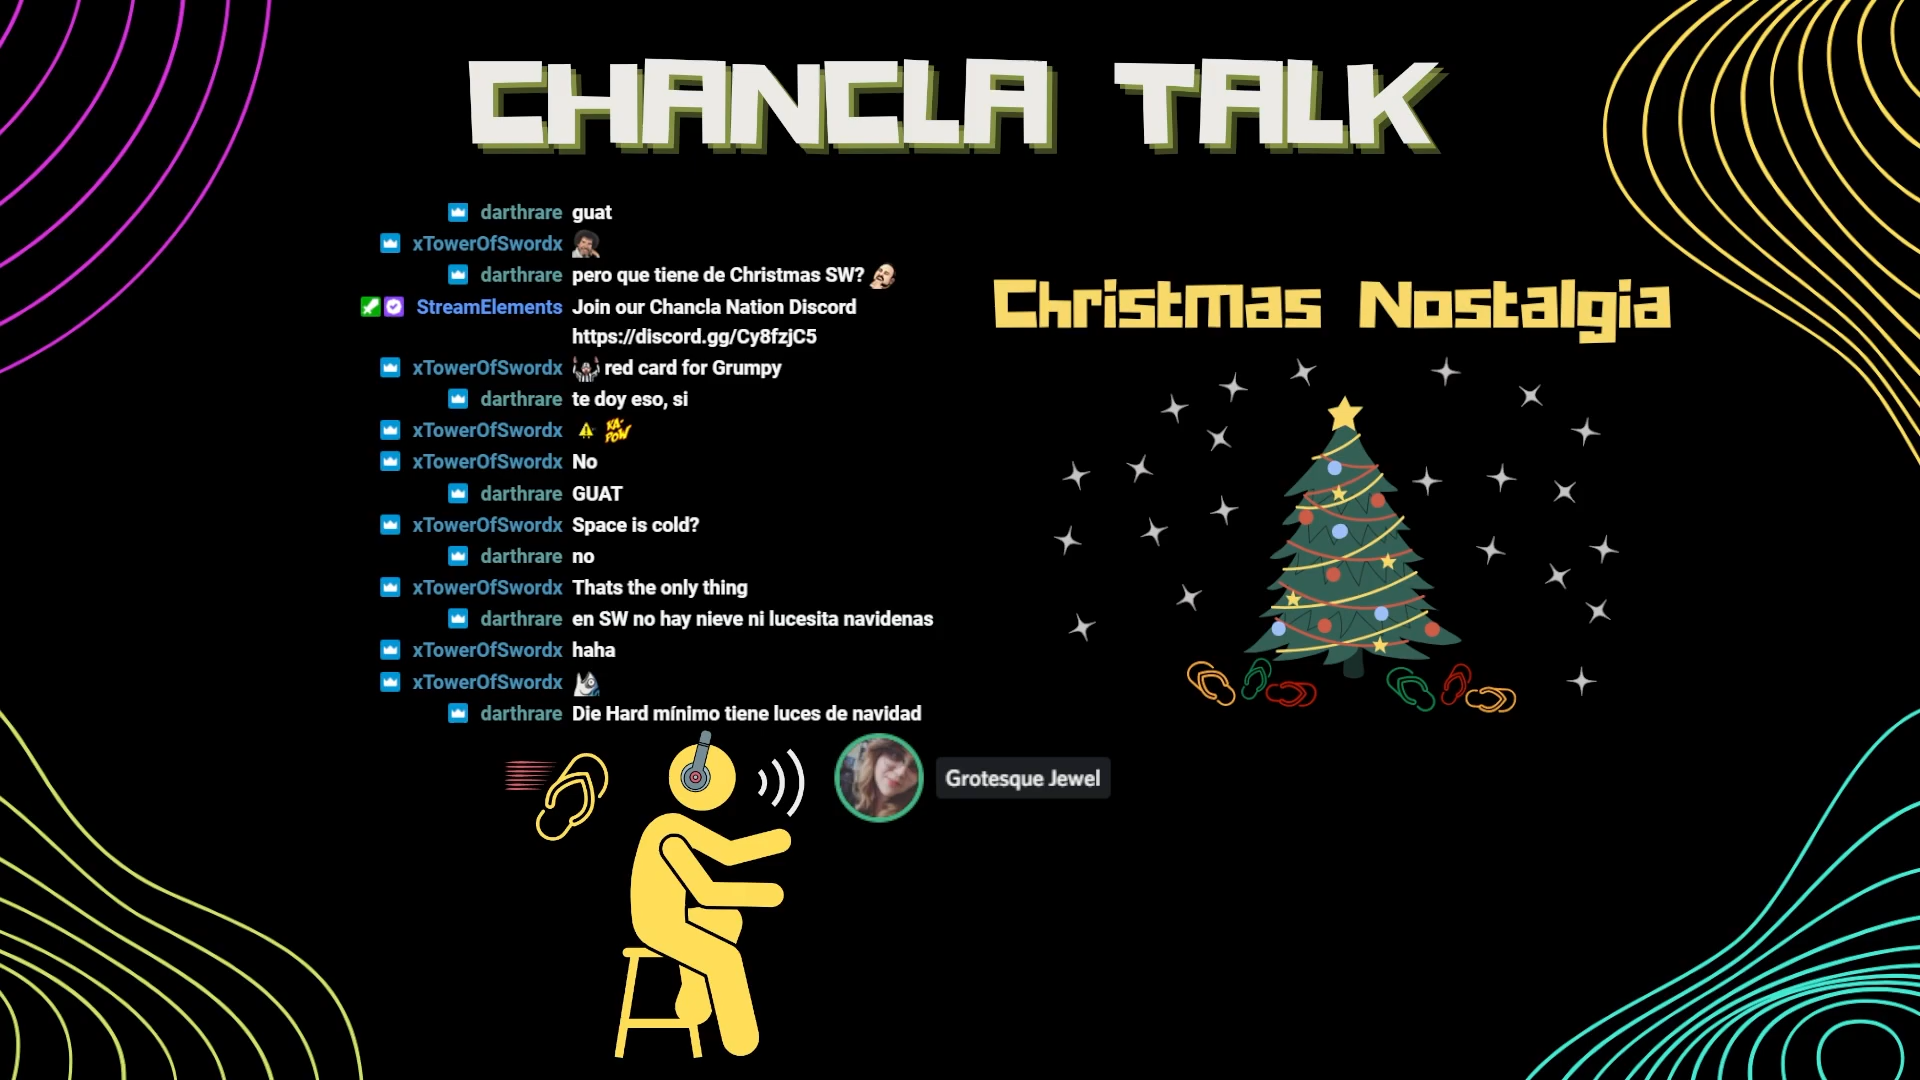 CHANCLA TALK
darthrare guat
xTowerOfSwordx
darthrare pero que tiene de Christmas SW?
StreamElements Join our Chancla Nation Discord
https://discord.gg/Cy8fzjC5
xTowerOfSwordx red card for Grumpy
darthrare te doy eso, si
xTowerOfSwordx KA-POW
xTowerOfSwordx No
darthrare GUAT
xTowerOfSwordx Space is cold?
darthrare no
xTowerOfSwordx Thats the only thing
darthrare en SW no hay nieve ni lucesita navidenas
xTowerOfSwordx haha
xTowerOfSwordx
darthrare Die Hard mínimo tiene luces de navidad
Christmas Nostalgia
Grotesque Jewel